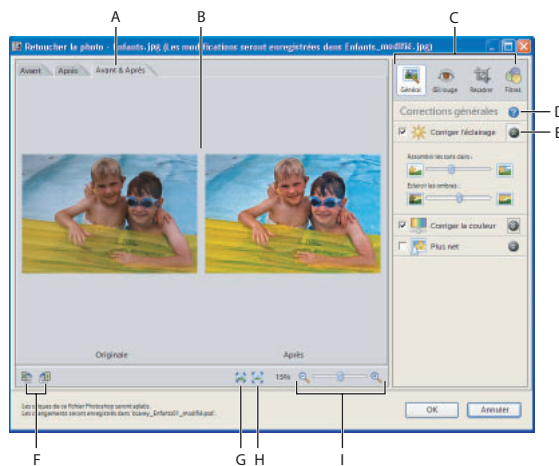 A
B
C
Retoucher la photo - Enfants.jpg (Les modifications seront enregistrées dans Enfants_modifié.jpg)
Avant
Après
Avant & Après
Général
Œil rouge
Recadrer
Filtres
Corrections générales
D
Corriger l'éclairage
E
Assombrir les tons clairs :
Eclaircir les ombres :
Corriger la couleur
Plus net
Originale
Après
15%
Les calques de ce fichier Photoshop seront aplatis.
Les changements seront enregistrés dans
OK
Annuler
F
G
H
I